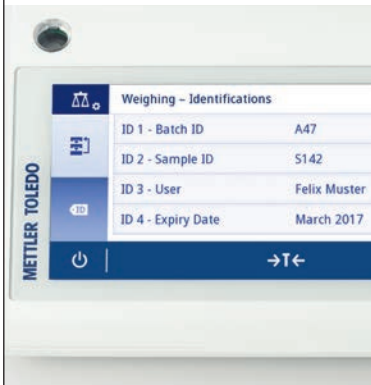 Weighing – Identifications
ID 1 - Batch ID A47
ID 2 - Sample ID S142
ID 3 - User Felix Muster
ID 4 - Expiry Date March 2017
ID
→T←
METTLER TOLEDO